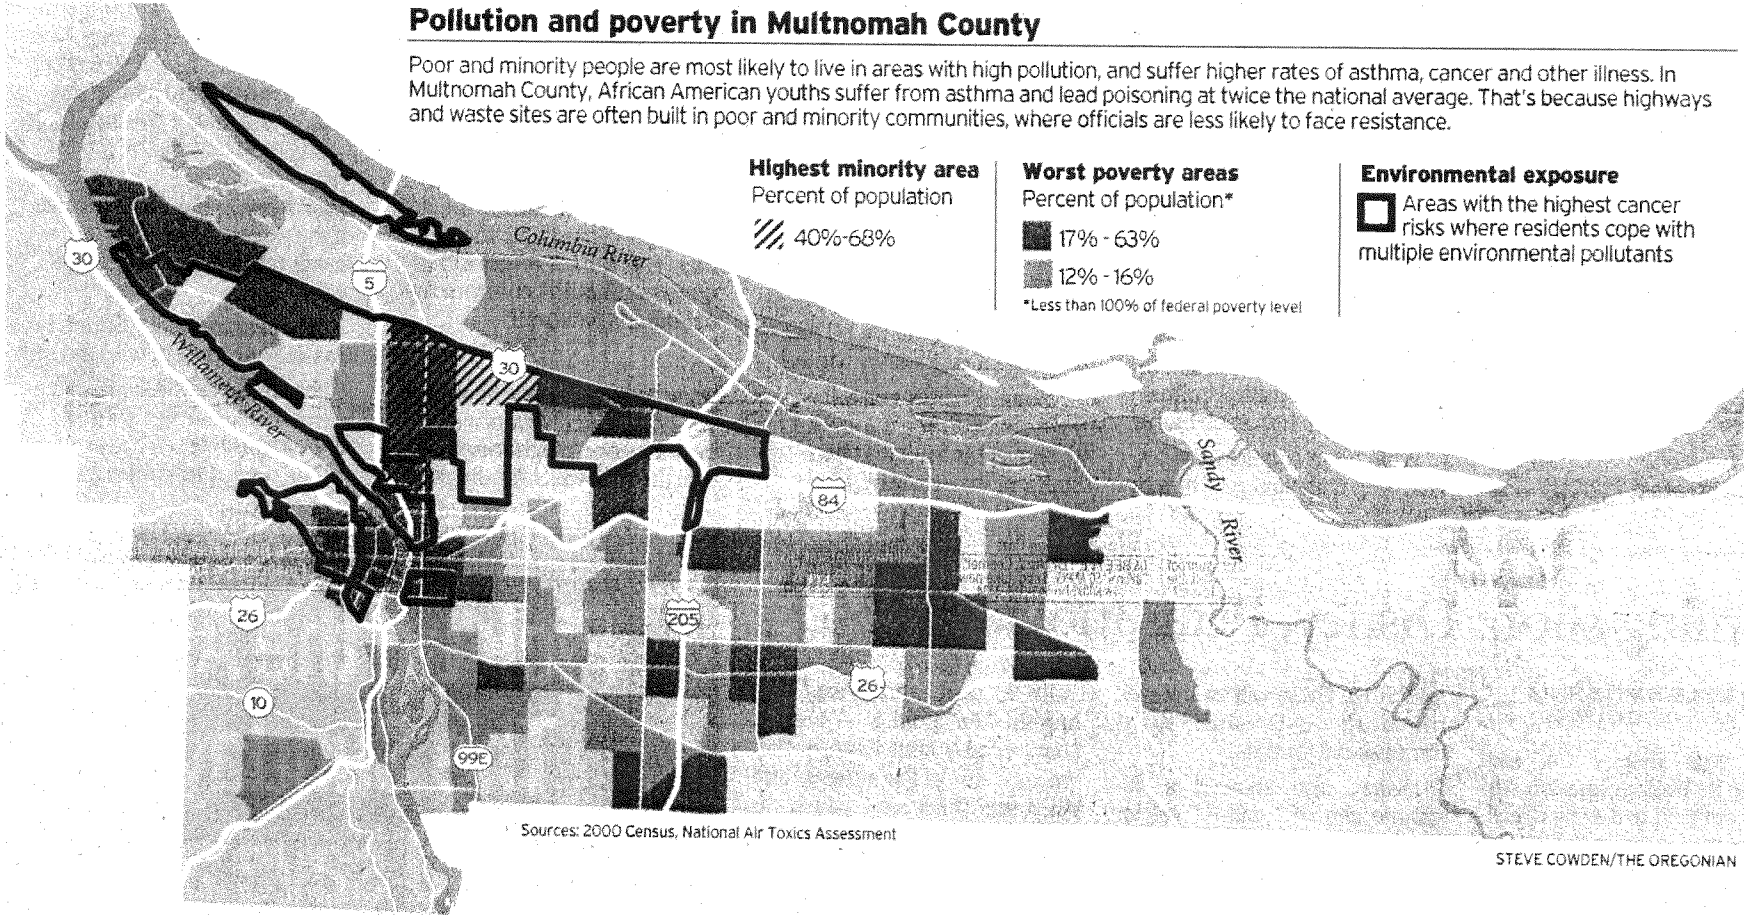 Pollution and poverty in Multnomah County
Poor and minority people are most likely to live in areas with high pollution, and suffer higher rates of asthma, cancer and other illness. In
Multnomah County, African American youths suffer from asthma and lead poisoning at twice the national average. That's because highways
and waste sites are often built in poor and minority communities, where officials are less likely to face resistance.
Highest minority area
Percent of population
40%-68%
Worst poverty areas
Percent of population*
17% - 63%
12% - 16%
*Less than 100% of federal poverty level
Environmental exposure
Areas with the highest cancer
risks where residents cope with
multiple environmental pollutants
Columbia River
30
5
30
Willamette River
Sandy
River
84
26
205
26
10
99E
Sources: 2000 Census, National Air Toxics Assessment
STEVE COWDEN/THE OREGONIAN